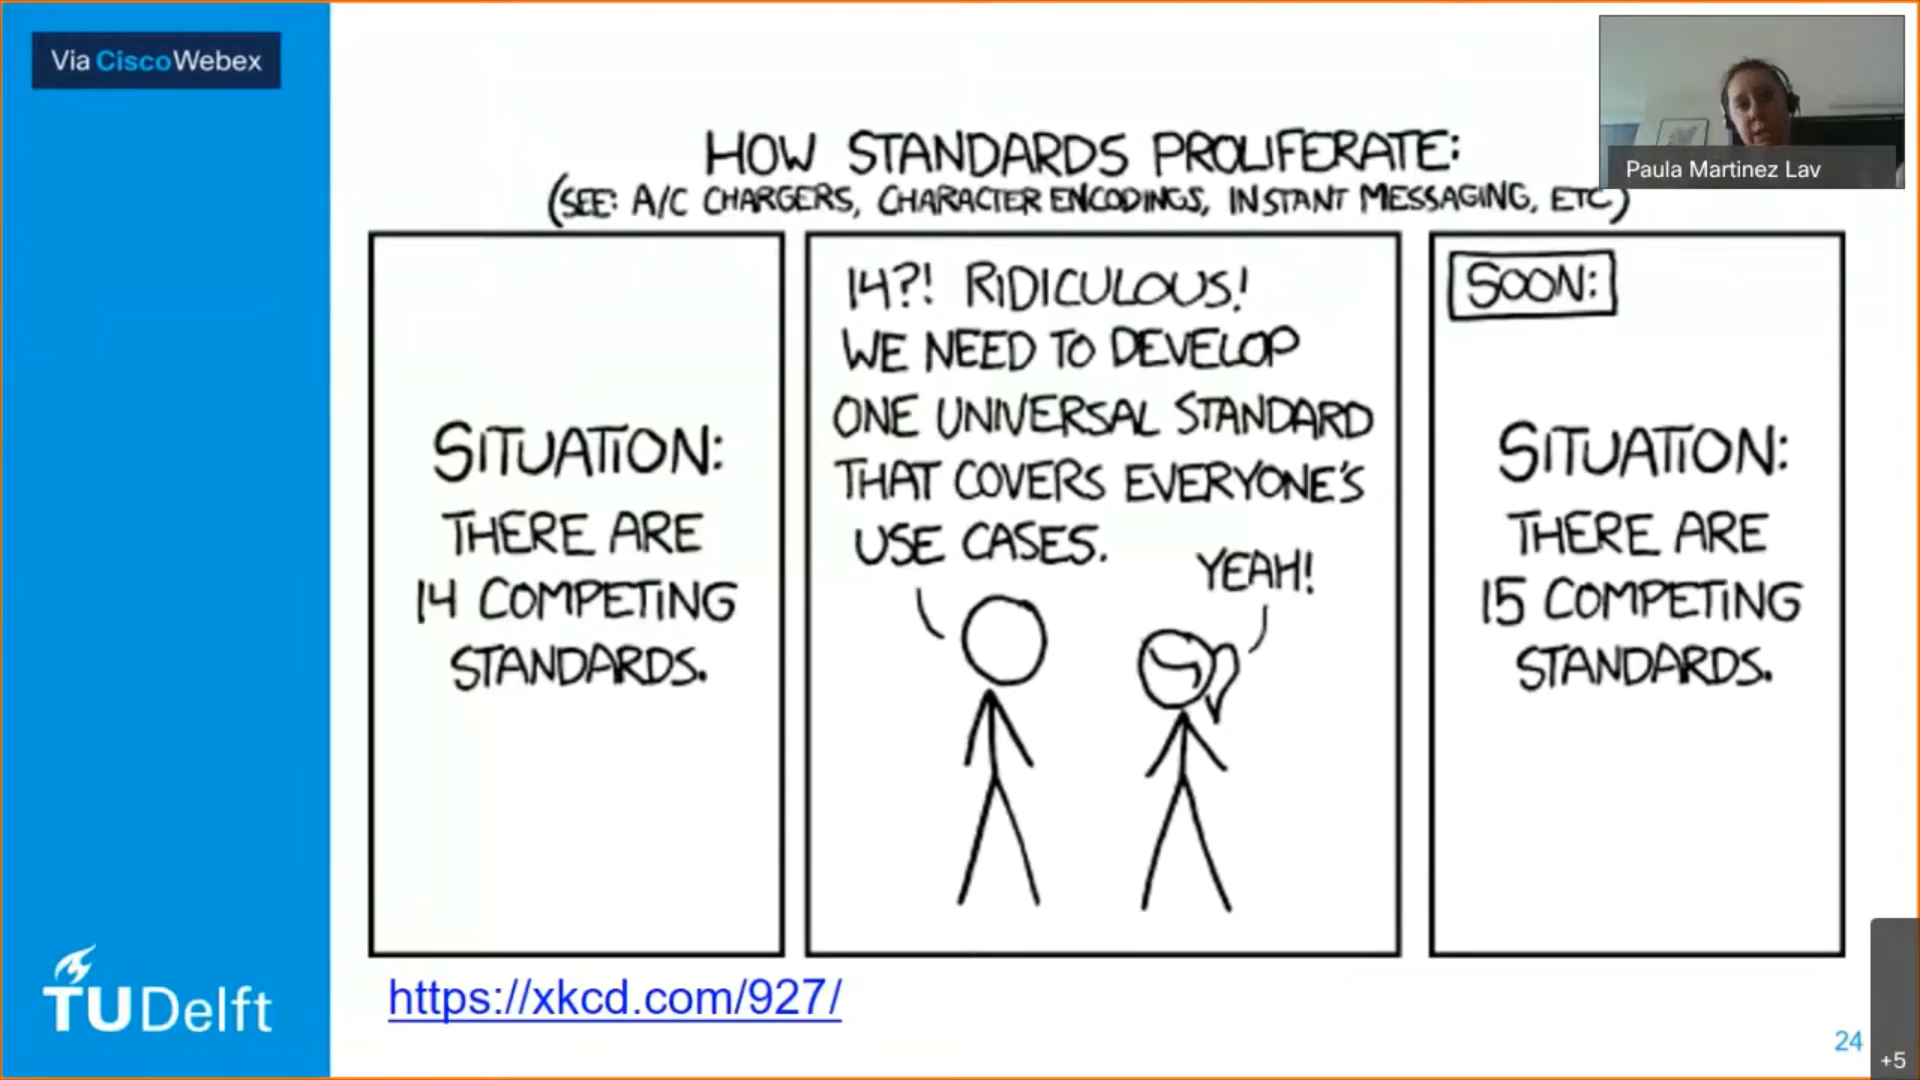 Via CiscoWebex
Paula Martinez Lav
HOW STANDARDS PROLIFERATE:
(SEE: A/C CHARGERS, CHARACTER ENCODINGS, INSTANT MESSAGING, ETC.)
SITUATION:
THERE ARE
14 COMPETING
STANDARDS.
14?! RIDICULOUS!
WE NEED TO DEVELOP
ONE UNIVERSAL STANDARD
THAT COVERS EVERYONE'S
USE CASES.
YEAH!
SOON:
SITUATION:
THERE ARE
15 COMPETING
STANDARDS.
https://xkcd.com/927/
TUDelft
24
+5